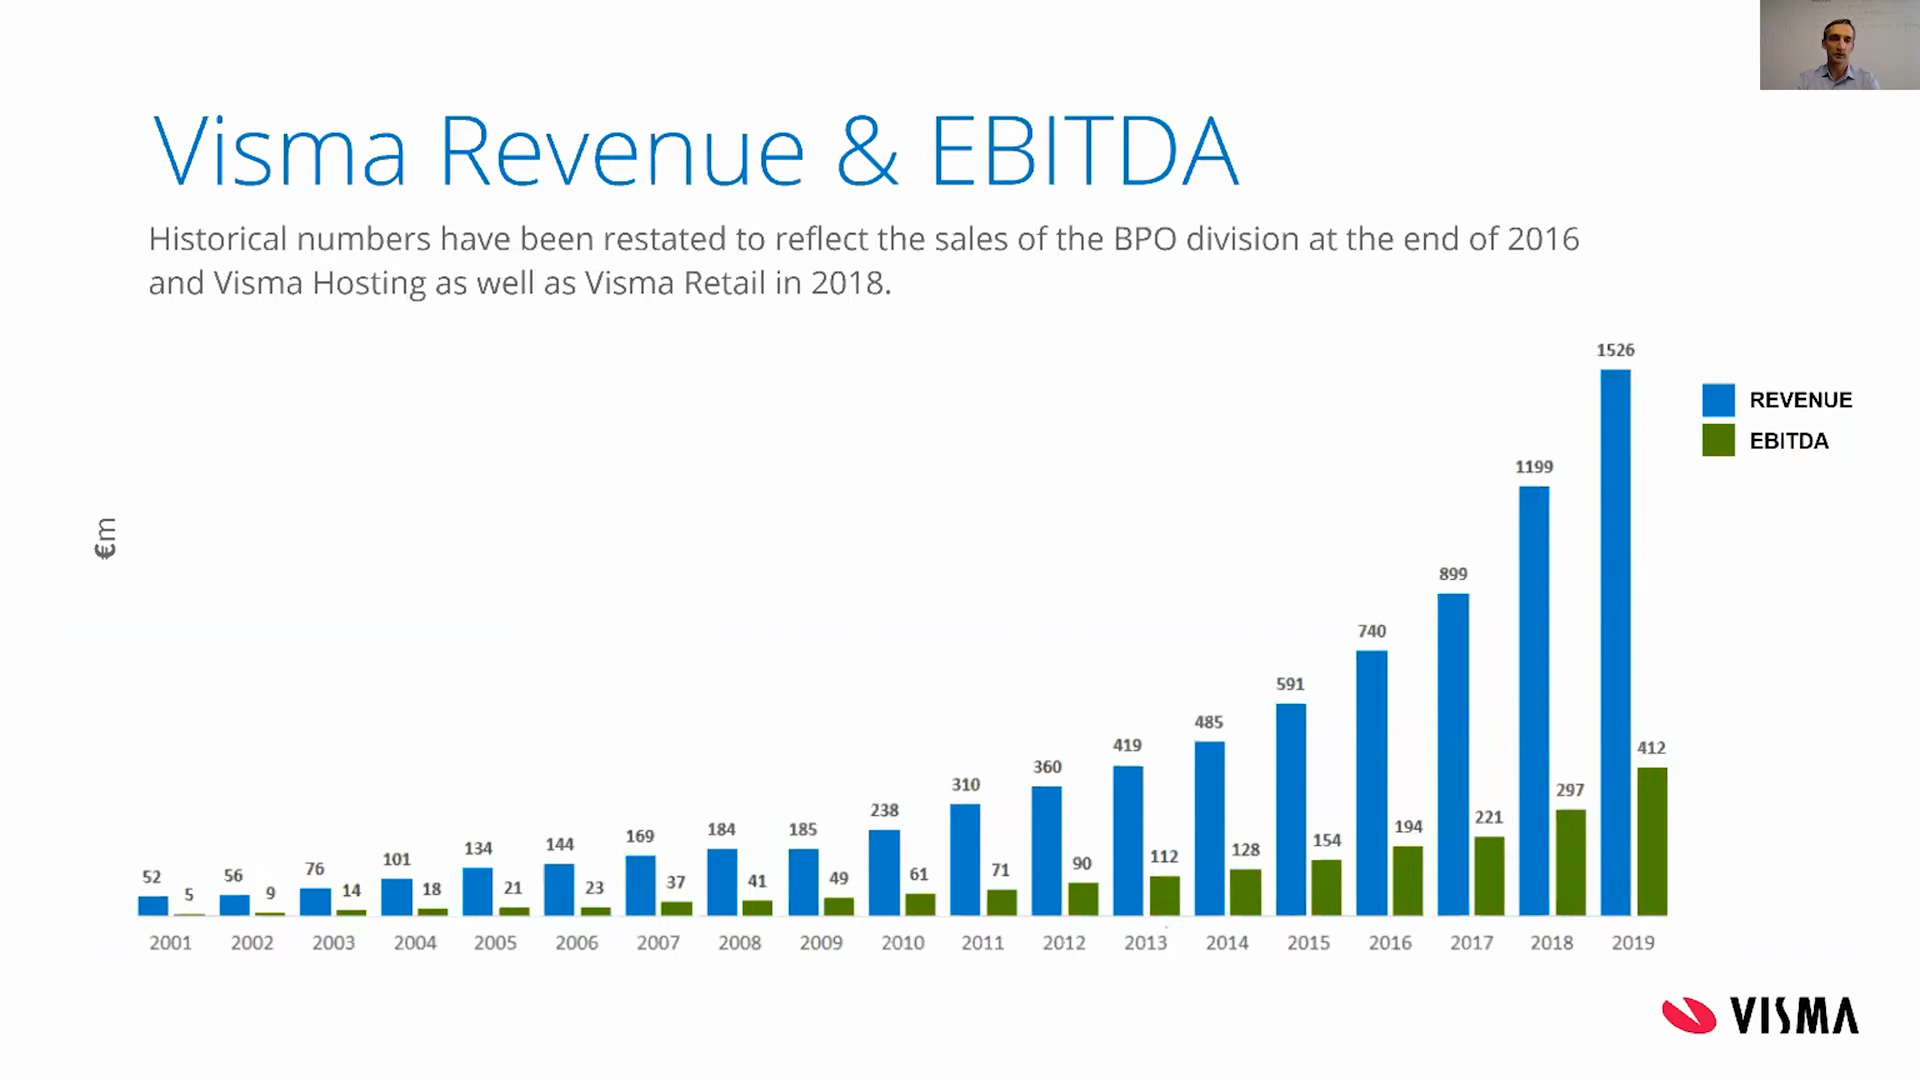 Visma Revenue & EBITDA
Historical numbers have been restated to reflect the sales of the BPO division at the end of 2016
and Visma Hosting as well as Visma Retail in 2018.
€m
REVENUE
EBITDA
52 5 56 9 76 14 101 18 134 21 144 23 169 37 184 41 185 49 238 61 310 71 360 90 419 112 485 128 591 154 740 194 899 221 1199 297 1526 412
2001 2002 2003 2004 2005 2006 2007 2008 2009 2010 2011 2012 2013 2014 2015 2016 2017 2018 2019
VISMA